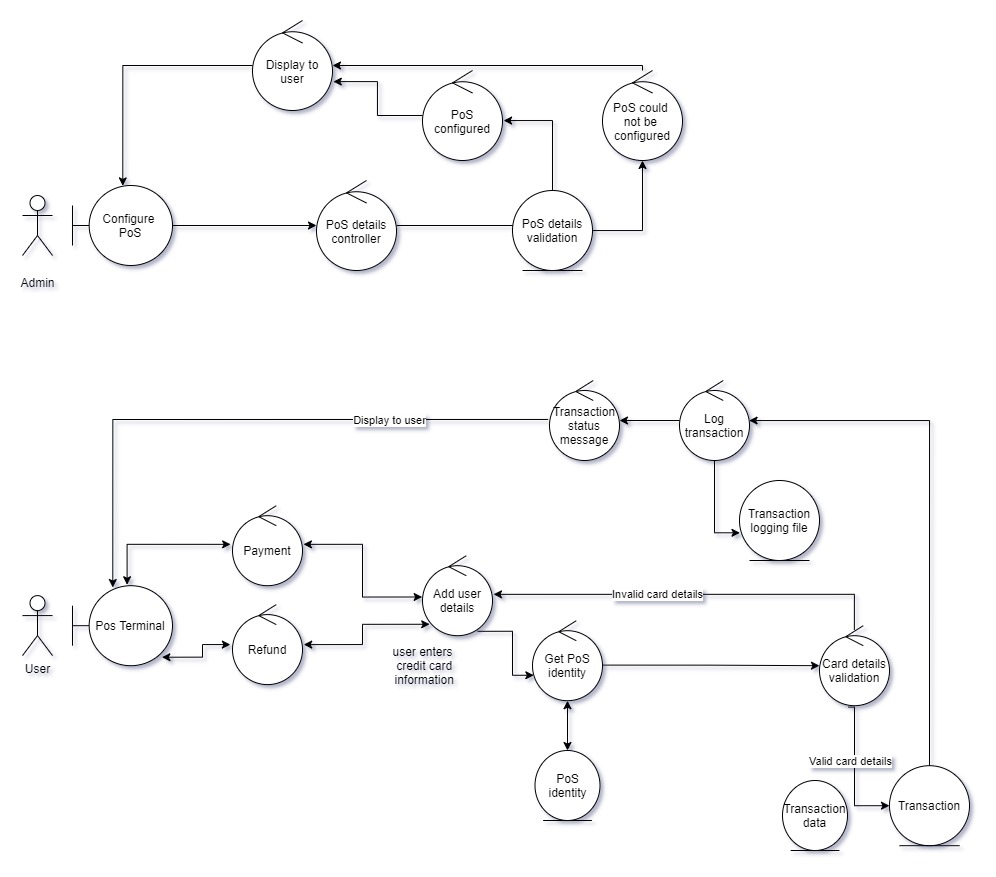 Display to
user
PoS
configured
PoS could
not be
configured
Configure
PoS
PoS details
controller
PoS details
validation
Admin
Display to user
Transaction
status
message
Log
transaction
Transaction
logging file
Payment
Add user
details
Invalid card details
Pos Terminal
Refund
user enters
credit card
information
Get PoS
identity
Card details
validation
User
Valid card details
PoS
identity
Transaction
data
Transaction